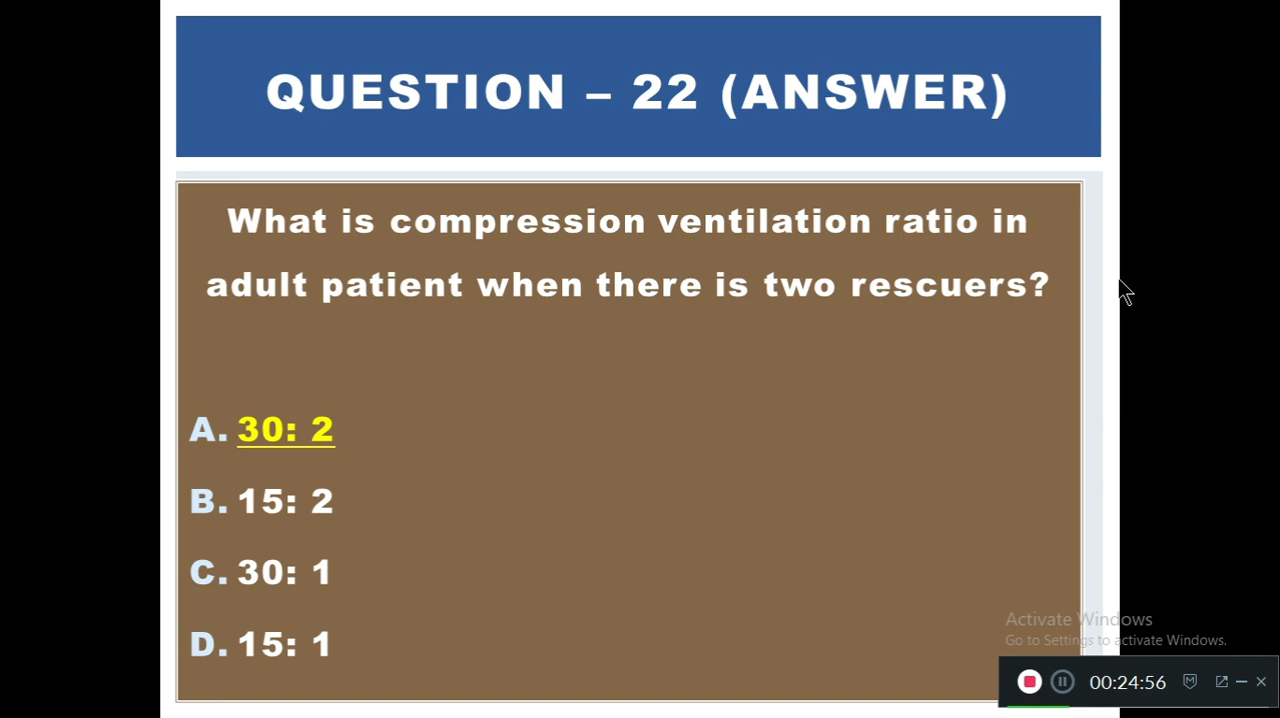 QUESTION – 22 (ANSWER)
What is compression ventilation ratio in
adult patient when there is two rescuers?
A. 30: 2
B. 15: 2
C. 30: 1
D. 15: 1
Activate Windows
Go to Settings to activate Windows.
00:24:56